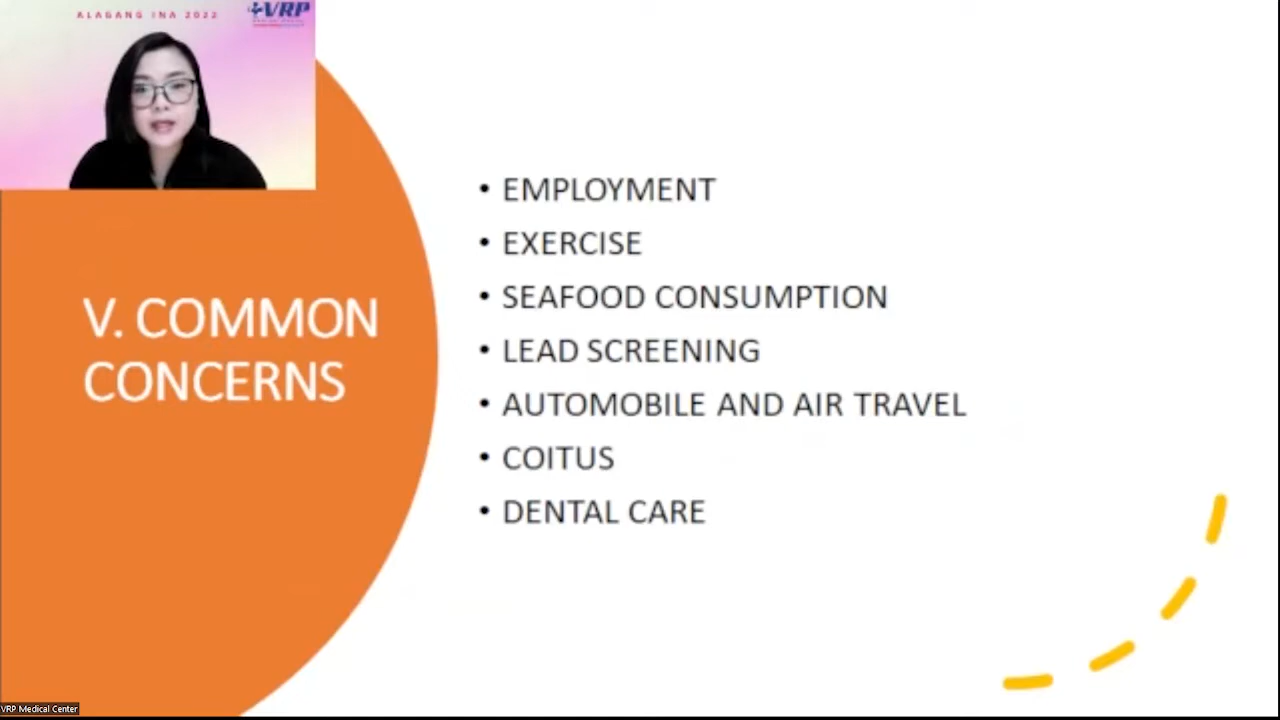 ALAGANG INA 2022
VRP
V. COMMON
CONCERNS
• EMPLOYMENT
• EXERCISE
• SEAFOOD CONSUMPTION
• LEAD SCREENING
• AUTOMOBILE AND AIR TRAVEL
• COITUS
• DENTAL CARE
VRP Medical Center